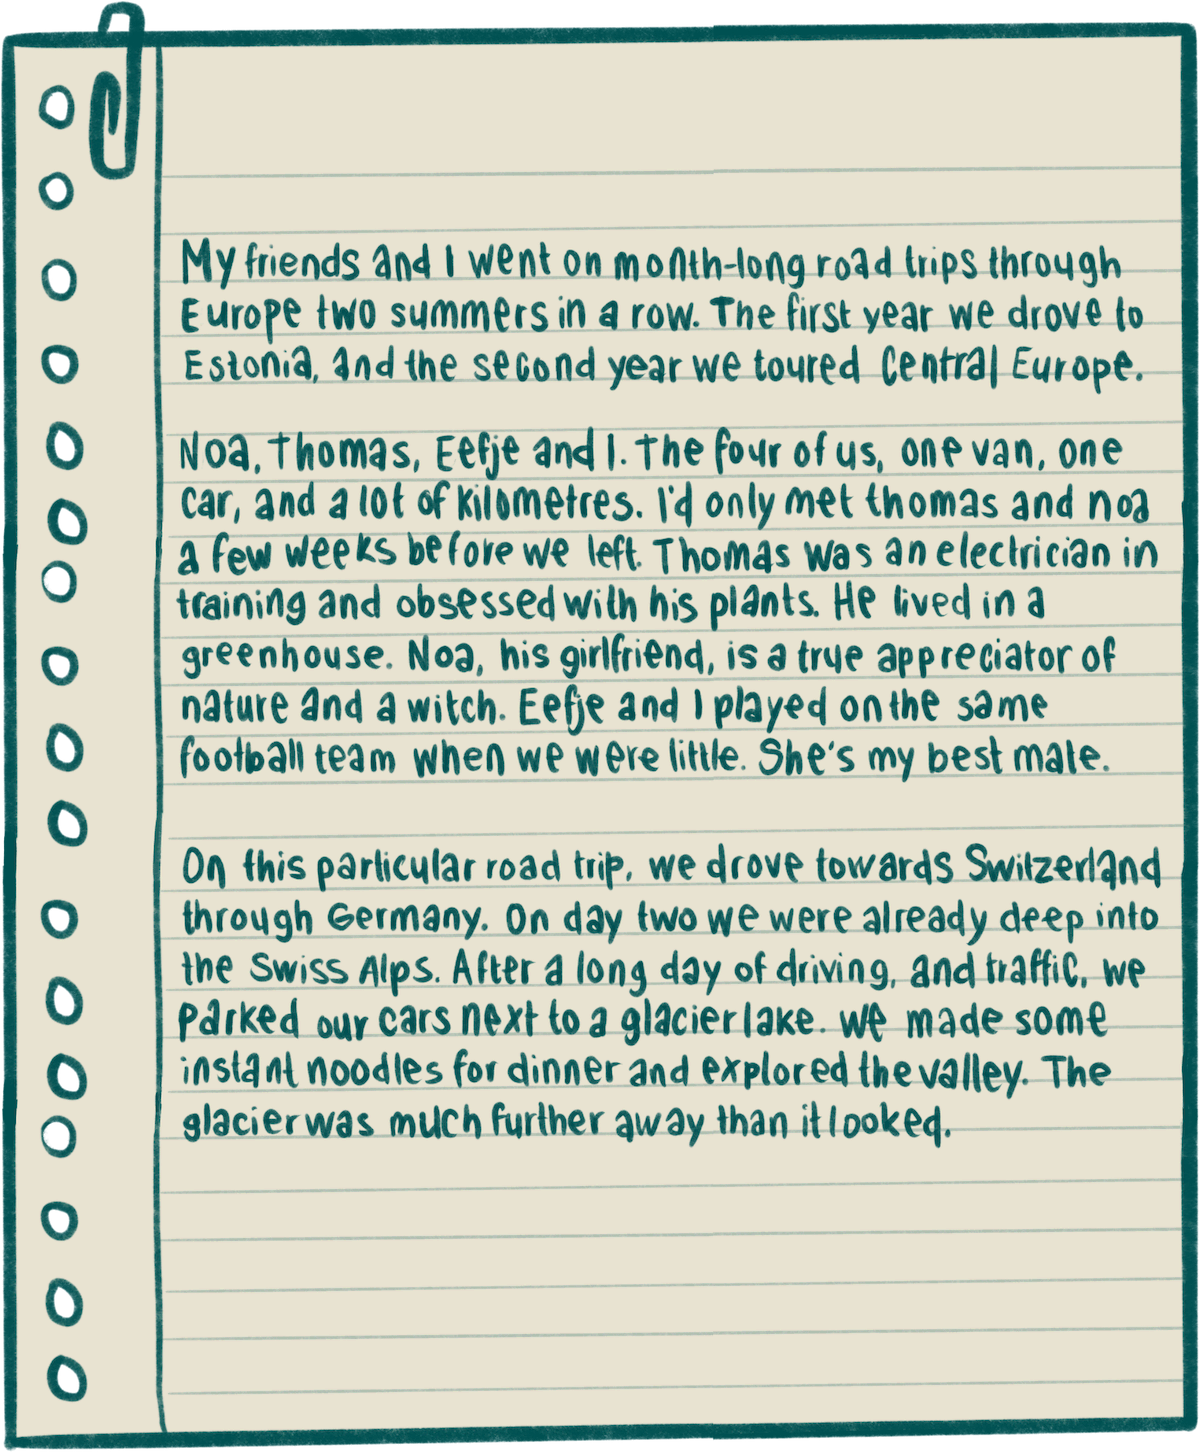 My friends and I went on month-long road trips through
Europe two summers in a row. The first year we drove to
Estonia, and the second year we toured Central Europe.
Noa, Thomas, Eefje and I. The four of us, one van, one
car, and a lot of kilometres. I'd only met thomas and noa
a few weeks before we left. Thomas was an electrician in
training and obsessed with his plants. He lived in a
greenhouse. Noa, his girlfriend, is a true appreciator of
nature and a witch. Eefje and I played on the same
football team when we were little. She's my best mate.
On this particular road trip, we drove towards Switzerland
through Germany. On day two we were already deep into
the Swiss Alps. After a long day of driving, and traffic, we
parked our cars next to a glacier lake. We made some
instant noodles for dinner and explored the valley. The
glacier was much further away than it looked.